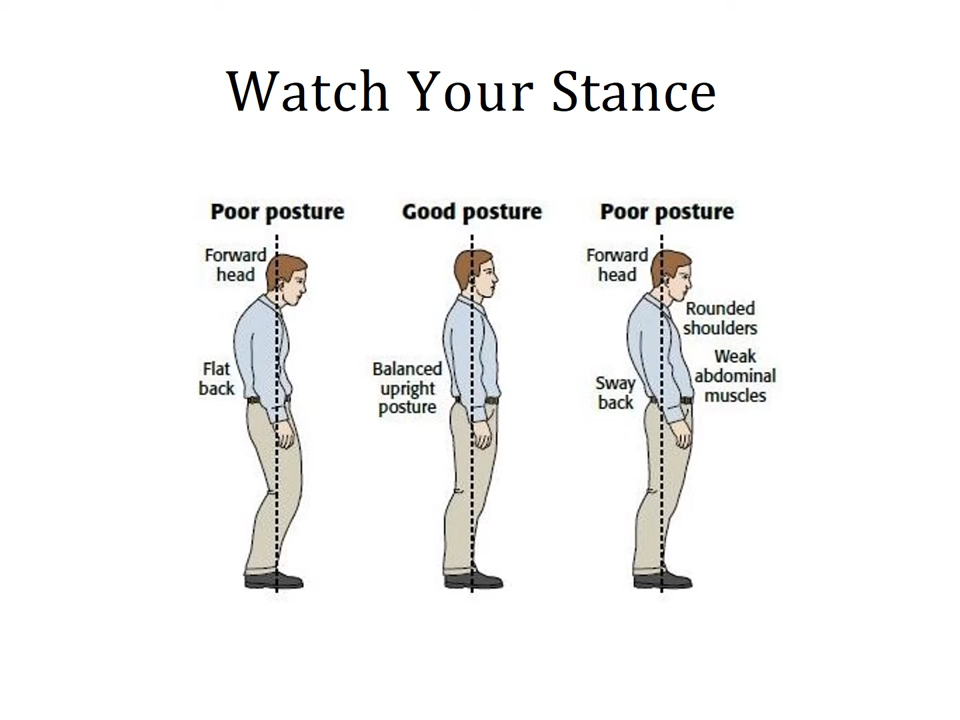 Watch Your Stance
Poor posture
Forward
head
Flat
back
Good posture
Balanced
upright
posture
Poor posture
Forward
head
Rounded
shoulders
Weak
abdominal
muscles
Sway
back